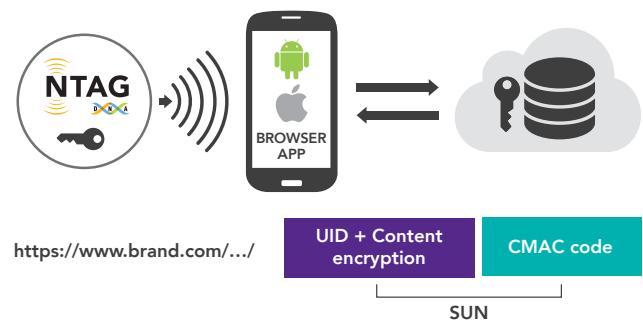 NTAG
DNA
BROWSER
APP
https://www.brand.com/.../
UID + Content
encryption
CMAC code
SUN